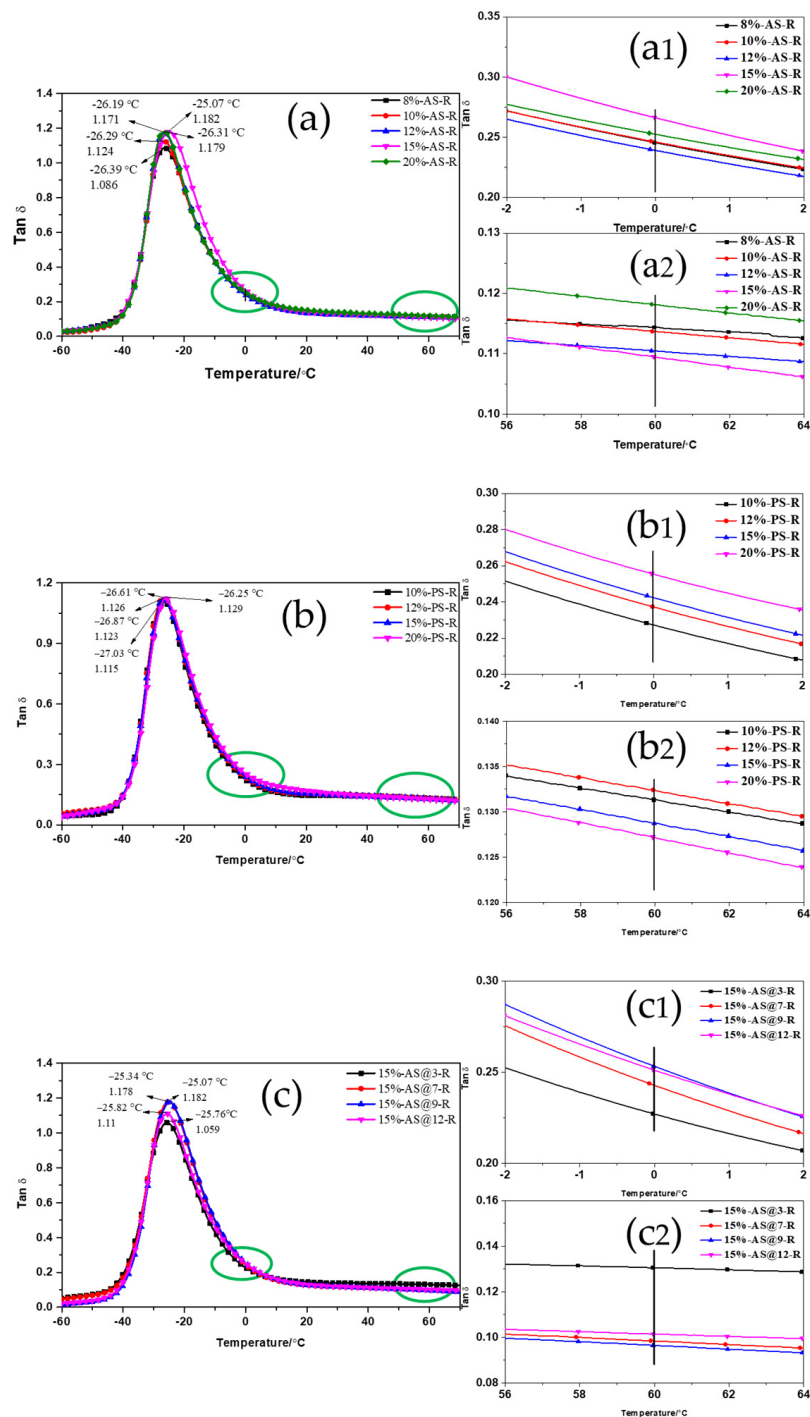 (a)
−26.19 °C
1.171
−26.29 °C
1.124
−26.39 °C
1.086
−25.07 °C
1.182
−26.31 °C
1.179
8%-AS-R
10%-AS-R
12%-AS-R
15%-AS-R
20%-AS-R
1.4
1.2
1.0
0.8
0.6
0.4
0.2
0.0
Tan δ
-60 -40 -20 0 20 40 60
Temperature/°C
(a1)
8%-AS-R
10%-AS-R
12%-AS-R
15%-AS-R
20%-AS-R
0.35
0.30
0.25
0.20
Tan δ
-2 -1 0 1 2
Temperature/°C
(a2)
8%-AS-R
10%-AS-R
12%-AS-R
15%-AS-R
20%-AS-R
0.13
0.12
0.11
0.10
Tan δ
56 58 60 62 64
Temperature/°C
(b)
−26.61 °C
1.126
−26.87 °C
1.123
−27.03 °C
1.115
−26.25 °C
1.129
10%-PS-R
12%-PS-R
15%-PS-R
20%-PS-R
1.2
0.9
0.6
0.3
0.0
Tan δ
-60 -50 -40 -30 -20 -10 0 10 20 30 40 50 60 70
Temperature/°C
(b1)
10%-PS-R
12%-PS-R
15%-PS-R
20%-PS-R
0.30
0.28
0.26
0.24
0.22
0.20
Tan δ
-2 -1 0 1 2
Temperature/°C
(b2)
10%-PS-R
12%-PS-R
15%-PS-R
20%-PS-R
0.140
0.135
0.130
0.125
0.120
Tan δ
56 58 60 62 64
Temperature/°C
(c)
−25.34 °C
1.178
−25.82 °C
1.11
−25.07 °C
1.182
−25.76°C
1.059
15%-AS@3-R
15%-AS@7-R
15%-AS@9-R
15%-AS@12-R
1.4
1.2
1.0
0.8
0.6
0.4
0.2
0.0
Tan δ
-60 -40 -20 0 20 40 60
Temperature/°C
(c1)
15%-AS@3-R
15%-AS@7-R
15%-AS@9-R
15%-AS@12-R
0.30
0.25
0.20
Tan δ
-2 -1 0 1 2
Temperature/°C
(c2)
15%-AS@3-R
15%-AS@7-R
15%-AS@9-R
15%-AS@12-R
0.16
0.14
0.12
0.10
0.08
Tan δ
56 58 60 62 64
Temperature/°C